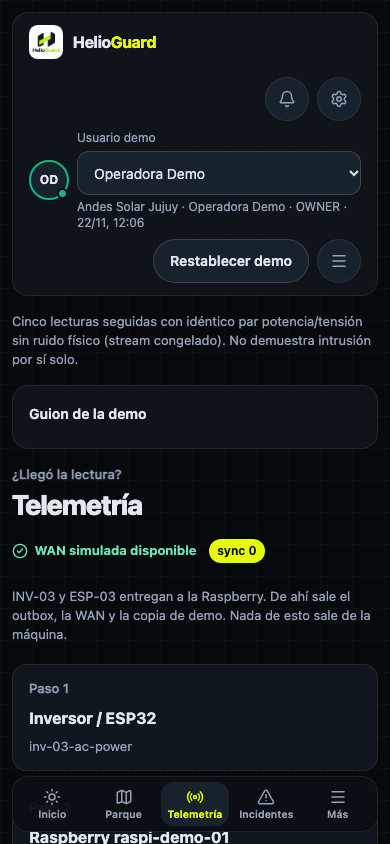 HelioGuard
HelioGuard
Usuario demo
OD
Operadora Demo
Andes Solar Jujuy · Operadora Demo · OWNER ·
22/11, 12:06
Restablecer demo
Cinco lecturas seguidas con idéntico par potencia/tensión
sin ruido físico (stream congelado). No demuestra intrusión
por sí solo.
Guion de la demo
¿Llegó la lectura?
Telemetría
WAN simulada disponible
sync 0
INV-03 y ESP-03 entregan a la Raspberry. De ahí sale el
outbox, la WAN y la copia de demo. Nada de esto sale de la
máquina.
Paso 1
Inversor / ESP32
inv-03-ac-power
Inicio
Parque
Telemetría
Incidentes
Más
Raspberry raspi-demo-01